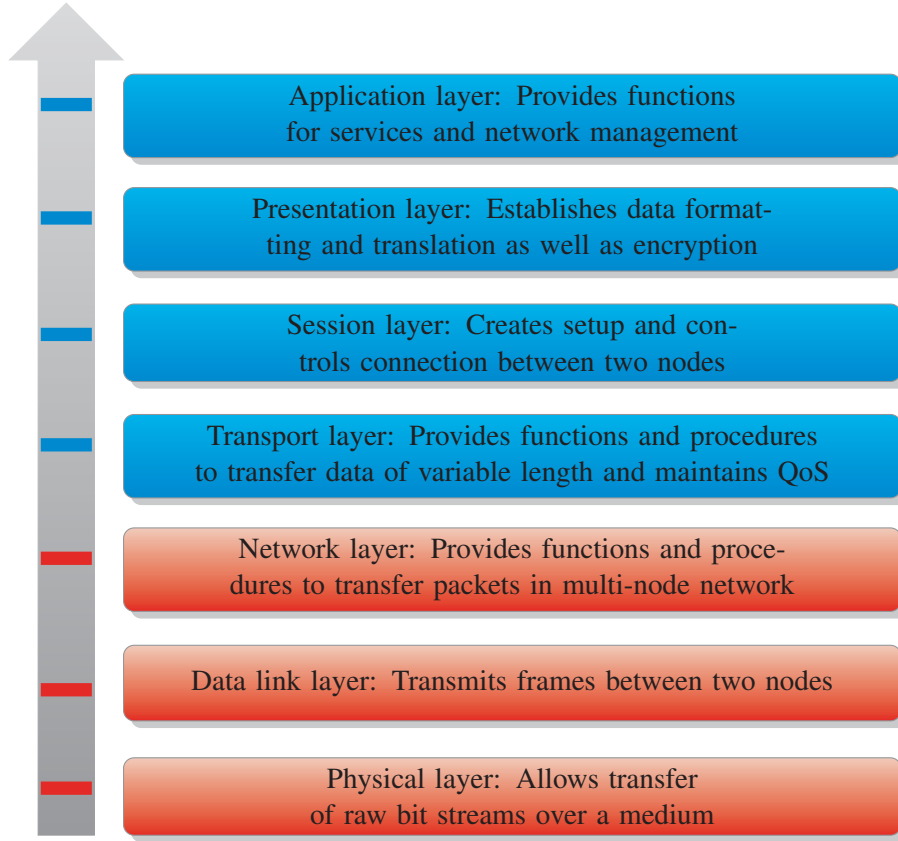 Application layer: Provides functions
for services and network management
Presentation layer: Establishes data format-
ting and translation as well as encryption
Session layer: Creates setup and con-
trols connection between two nodes
Transport layer: Provides functions and procedures
to transfer data of variable length and maintains QoS
Network layer: Provides functions and proce-
dures to transfer packets in multi-node network
Data link layer: Transmits frames between two nodes
Physical layer: Allows transfer
of raw bit streams over a medium